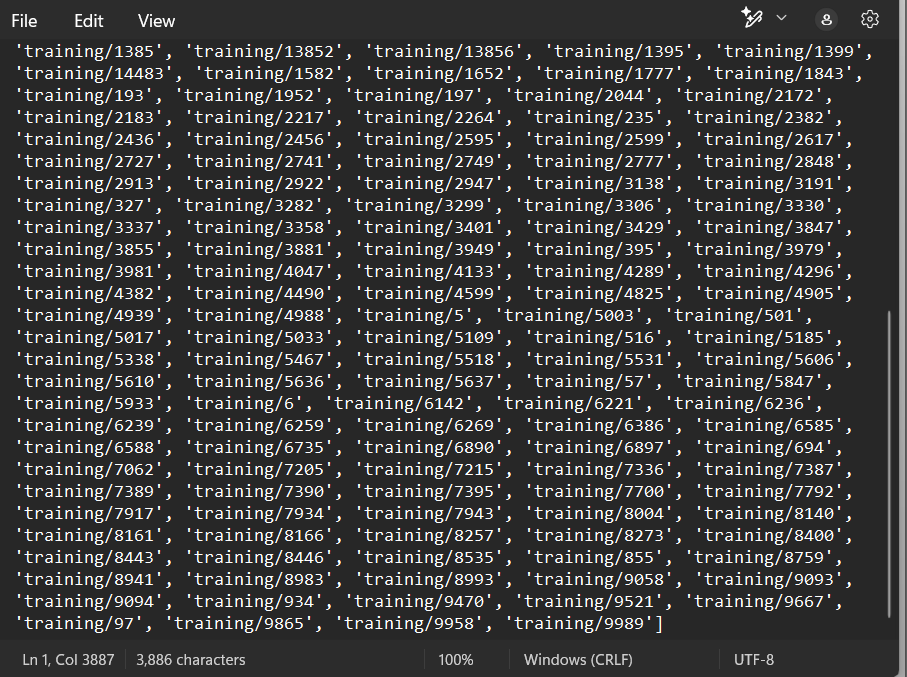 File Edit View
'training/1385', 'training/13852', 'training/13856', 'training/1395', 'training/1399',
'training/14483', 'training/1582', 'training/1652', 'training/1777', 'training/1843',
'training/193', 'training/1952', 'training/197', 'training/2044', 'training/2172',
'training/2183', 'training/2217', 'training/2264', 'training/235', 'training/2382',
'training/2436', 'training/2456', 'training/2595', 'training/2599', 'training/2617',
'training/2727', 'training/2741', 'training/2749', 'training/2777', 'training/2848',
'training/2913', 'training/2922', 'training/2947', 'training/3138', 'training/3191',
'training/327', 'training/3282', 'training/3299', 'training/3306', 'training/3330',
'training/3337', 'training/3358', 'training/3401', 'training/3429', 'training/3847',
'training/3855', 'training/3881', 'training/3949', 'training/395', 'training/3979',
'training/3981', 'training/4047', 'training/4133', 'training/4289', 'training/4296',
'training/4382', 'training/4490', 'training/4599', 'training/4825', 'training/4905',
'training/4939', 'training/4988', 'training/5', 'training/5003', 'training/501',
'training/5017', 'training/5033', 'training/5109', 'training/516', 'training/5185',
'training/5338', 'training/5467', 'training/5518', 'training/5531', 'training/5606',
'training/5610', 'training/5636', 'training/5637', 'training/57', 'training/5847',
'training/5933', 'training/6', 'training/6142', 'training/6221', 'training/6236',
'training/6239', 'training/6259', 'training/6269', 'training/6386', 'training/6585',
'training/6588', 'training/6735', 'training/6890', 'training/6897', 'training/694',
'training/7062', 'training/7205', 'training/7215', 'training/7336', 'training/7387',
'training/7389', 'training/7390', 'training/7395', 'training/7700', 'training/7792',
'training/7917', 'training/7934', 'training/7943', 'training/8004', 'training/8140',
'training/8161', 'training/8166', 'training/8257', 'training/8273', 'training/8400',
'training/8443', 'training/8446', 'training/8535', 'training/855', 'training/8759',
'training/8941', 'training/8983', 'training/8993', 'training/9058', 'training/9093',
'training/9094', 'training/934', 'training/9470', 'training/9521', 'training/9667',
'training/97', 'training/9865', 'training/9958', 'training/9989']
Ln 1, Col 3887 3,886 characters 100% Windows (CRLF) UTF-8